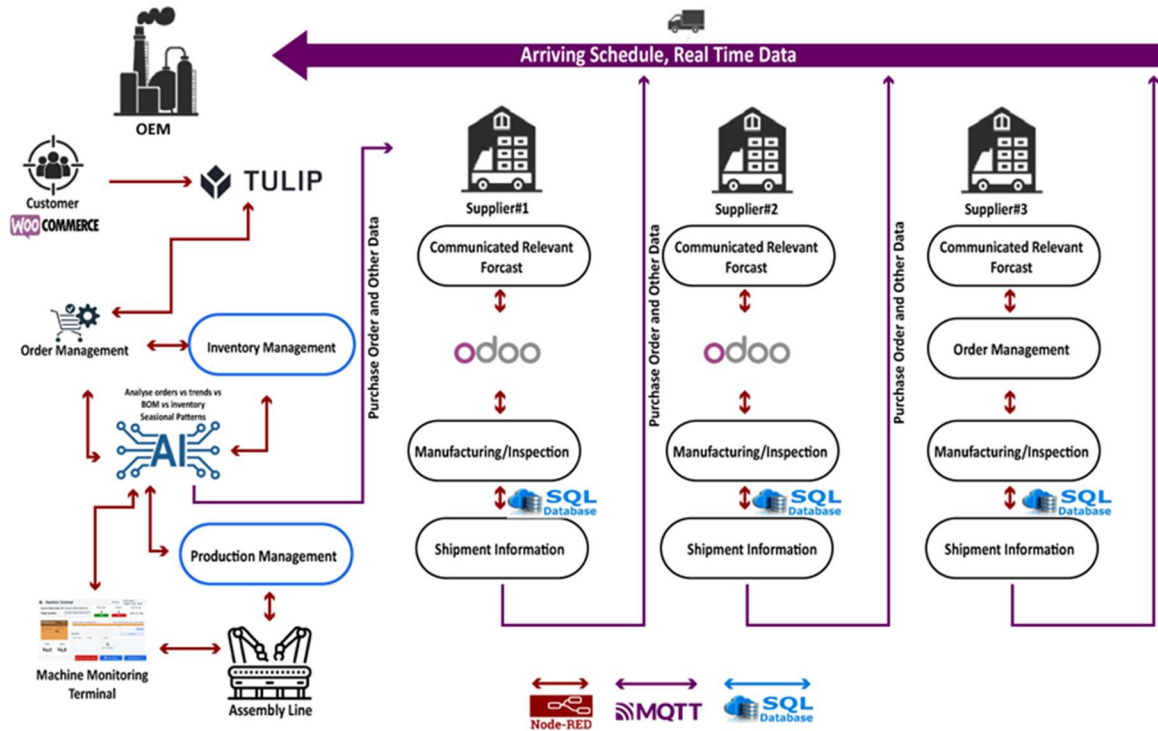 Arriving Schedule, Real Time Data
OEM
Customer
WOO COMMERCE
TULIP
Order Management
Inventory Management
Analyse orders vs trends vs
BOM vs inventory
Seasional Patterns
AI
Production Management
Machine Monitoring
Terminal
Assembly Line
Purchase Order and Other Data
Supplier#1
Communicated Relevant
Forcast
odoo
Manufacturing/Inspection
SQL
Database
Shipment Information
Purchase Order and Other Data
Supplier#2
Communicated Relevant
Forcast
odoo
Manufacturing/Inspection
SQL
Database
Shipment Information
Purchase Order and Other Data
Supplier#3
Communicated Relevant
Forcast
Order Management
Manufacturing/Inspection
SQL
Database
Shipment Information
Node-RED
MQTT
SQL
Database